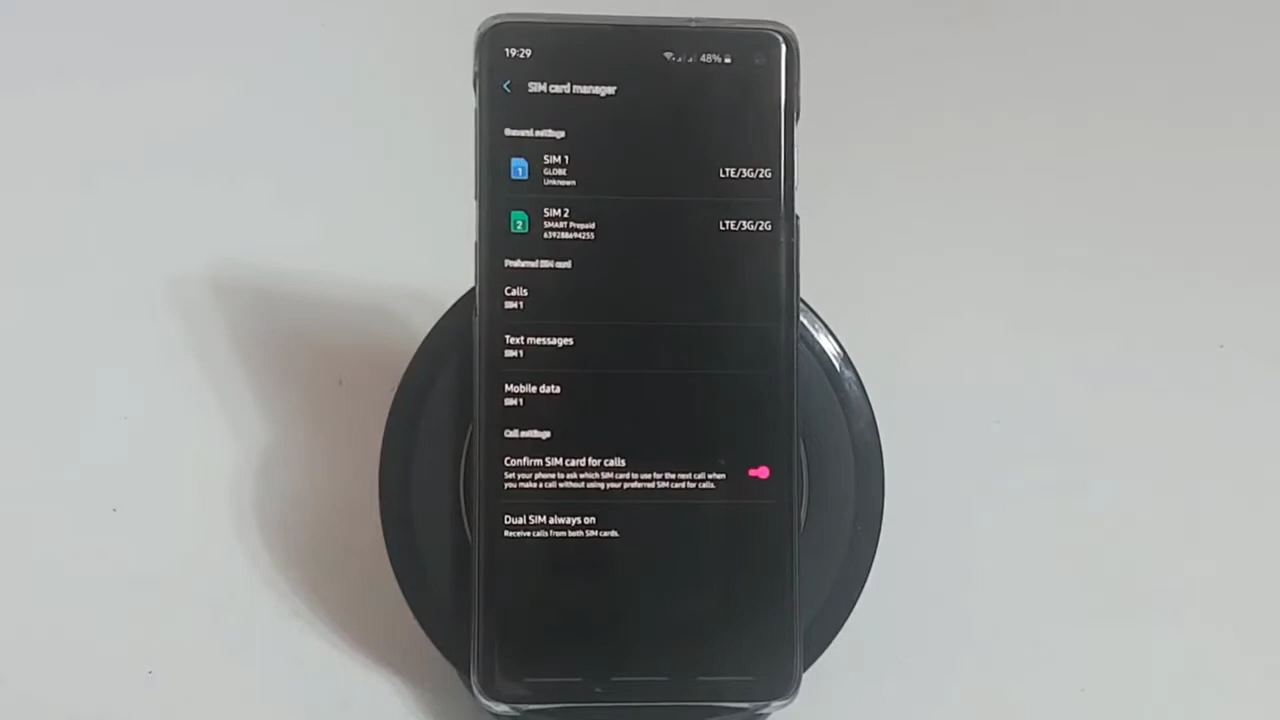 19:29
48%
SIM card manager
General settings
SIM 1
GLOBE
Unknown
LTE/3G/2G
SIM 2
SMART Prepaid
639288694255
LTE/3G/2G
Preferred SIM card
Calls
SIM 1
Text messages
SIM 1
Mobile data
SIM 1
Call settings
Confirm SIM card for calls
Set your phone to ask which SIM card to use for the next call when
you make a call without using your preferred SIM card for calls.
Dual SIM always on
Receive calls from both SIM cards.